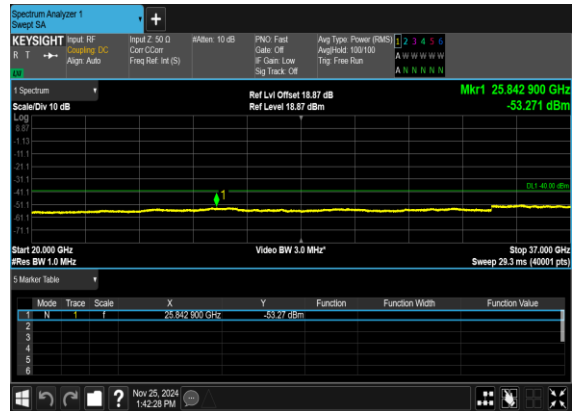 Spectrum Analyzer 1
Swept SA
+
KEYSIGHT Input: RF Input Z: 50 Ω #Atten: 10 dB PNO: Fast Avg Type: Power (RMS) 1 2 3 4 5 6
R T Coupling: DC Corr CCorr Gate: Off Avg|Hold: 100/100 A W W W W W
Align: Auto Freq Ref: Int (S) IF Gain: Low Trig: Free Run
LW Sig Track: Off A N N N N N
1 Spectrum Ref Lvl Offset 18.87 dB Mkr1 25.842 900 GHz
Scale/Div 10 dB Ref Level 18.87 dBm -53.271 dBm
Log
8.87
-1.13
-11.1
-21.1
-31.1
DL1 -40.00 dBm
-41.1
1
-51.1
-61.1
-71.1
Start 20.000 GHz Video BW 3.0 MHz* Stop 37.000 GHz
#Res BW 1.0 MHz Sweep 29.3 ms (40001 pts)
5 Marker Table
Mode Trace Scale X Y Function Function Width Function Value
1 N 1 f 25.842 900 GHz -53.27 dBm
2
3
4
5
6
? Nov 25, 2024
1:42:28 PM